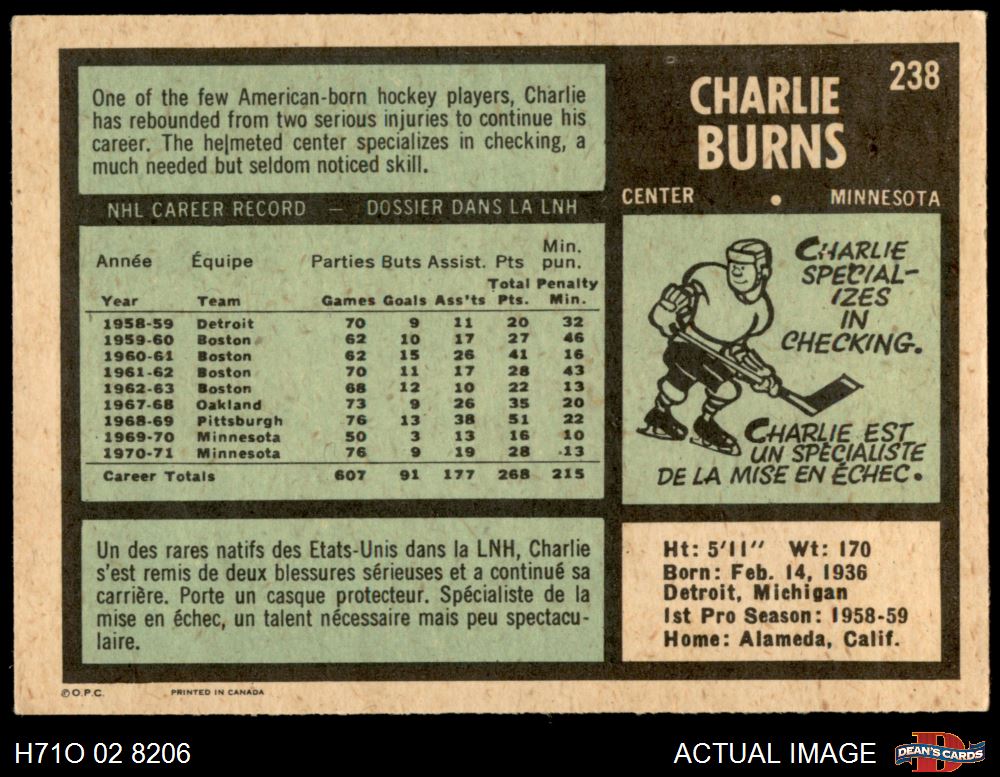 238
CHARLIE
BURNS
CENTER • MINNESOTA
One of the few American-born hockey players, Charlie
has rebounded from two serious injuries to continue his
career. The helmeted center specializes in checking, a
much needed but seldom noticed skill.
NHL CAREER RECORD — DOSSIER DANS LA LNH
Année Équipe Parties Buts Assist. Pts Min. pun.
Year Team Games Goals Ass'ts Total Pts. Penalty Min.
1958-59 Detroit 70 9 11 20 32
1959-60 Boston 62 10 17 27 46
1960-61 Boston 62 15 26 41 16
1961-62 Boston 70 11 17 28 43
1962-63 Boston 68 12 10 22 13
1967-68 Oakland 73 9 26 35 20
1968-69 Pittsburgh 76 13 38 51 22
1969-70 Minnesota 50 3 13 16 10
1970-71 Minnesota 76 9 19 28 13
Career Totals 607 91 177 268 215
CHARLIE
SPECIAL-
IZES
IN
CHECKING.
CHARLIE EST
UN SPÉCIALISTE
DE LA MISE EN ÉCHEC.
Un des rares natifs des Etats-Unis dans la LNH, Charlie
s'est remis de deux blessures sérieuses et a continué sa
carrière. Porte un casque protecteur. Spécialiste de la
mise en échec, un talent nécessaire mais peu spectacu-
laire.
Ht: 5'11" Wt: 170
Born: Feb. 14, 1936
Detroit, Michigan
1st Pro Season: 1958-59
Home: Alameda, Calif.
© O.P.C. PRINTED IN CANADA
H71O 02 8206
ACTUAL IMAGE
DEAN'S CARDS